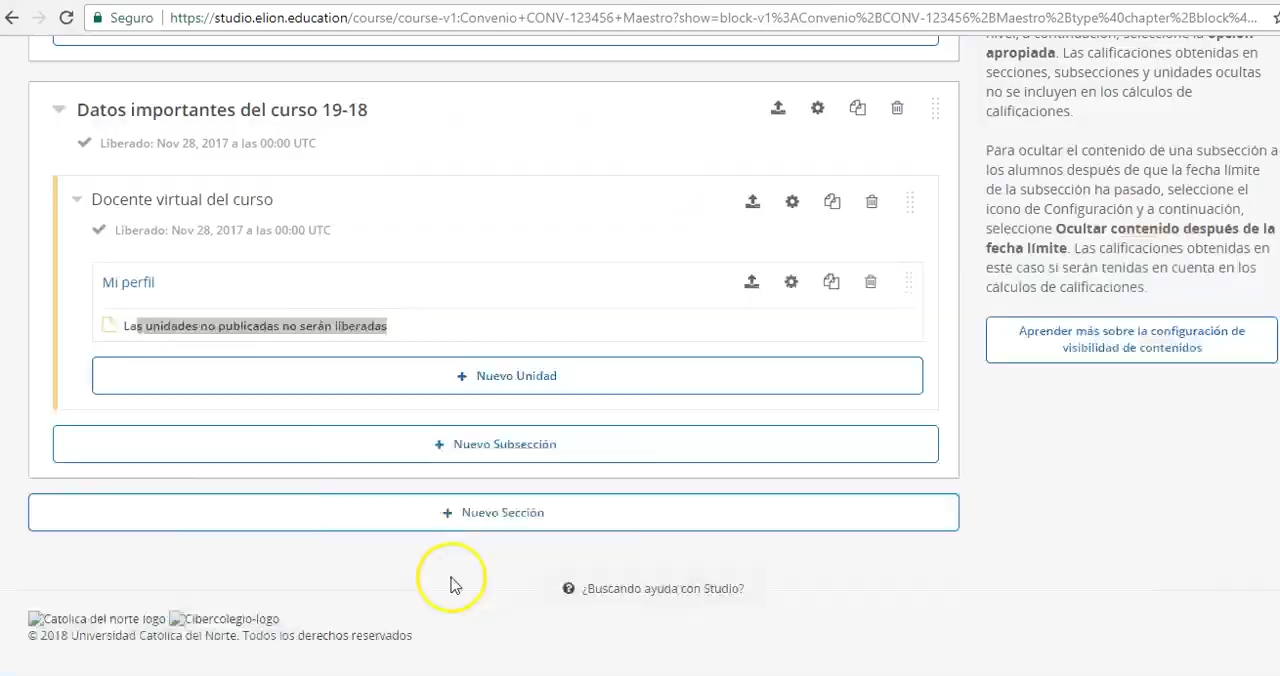 Seguro
https://studio.elion.education/course/course-v1:Convenio+CONV-123456+Maestro?show=block-v1%3AConvenio%2BCONV-123456%2BMaestro%2Btype%40chapter%2Bblock%4...
Datos importantes del curso 19-18
Liberado: Nov 28, 2017 a las 00:00 UTC
Docente virtual del curso
Liberado: Nov 28, 2017 a las 00:00 UTC
Mi perfil
Las unidades no publicadas no serán liberadas
+ Nuevo Unidad
+ Nuevo Subsección
+ Nuevo Sección
nivel, a continuación, seleccione la opción
apropiada. Las calificaciones obtenidas en
secciones, subsecciones y unidades ocultas
no se incluyen en los cálculos de
calificaciones.
Para ocultar el contenido de una subsección a
los alumnos después de que la fecha límite
de la subsección ha pasado, seleccione el
icono de Configuración y a continuación,
seleccione Ocultar contenido después de la
fecha límite. Las calificaciones obtenidas en
este caso si serán tenidas en cuenta en los
cálculos de calificaciones.
Aprender más sobre la configuración de
visibilidad de contenidos
¿Buscando ayuda con Studio?
Catolica del norte logo Cibercolegio-logo
© 2018 Universidad Católica del Norte. Todos los derechos reservados